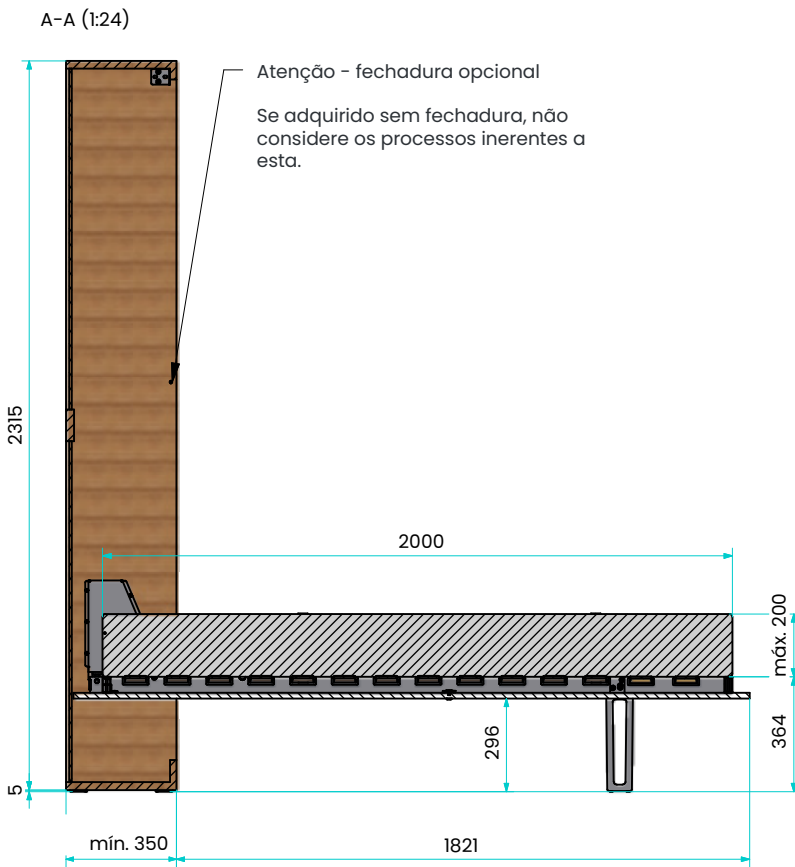 A-A (1:24)
Atenção - fechadura opcional
Se adquirido sem fechadura, não
considere os processos inerentes a
esta.
2315
2000
máx. 200
296
364
5
mín. 350
1821